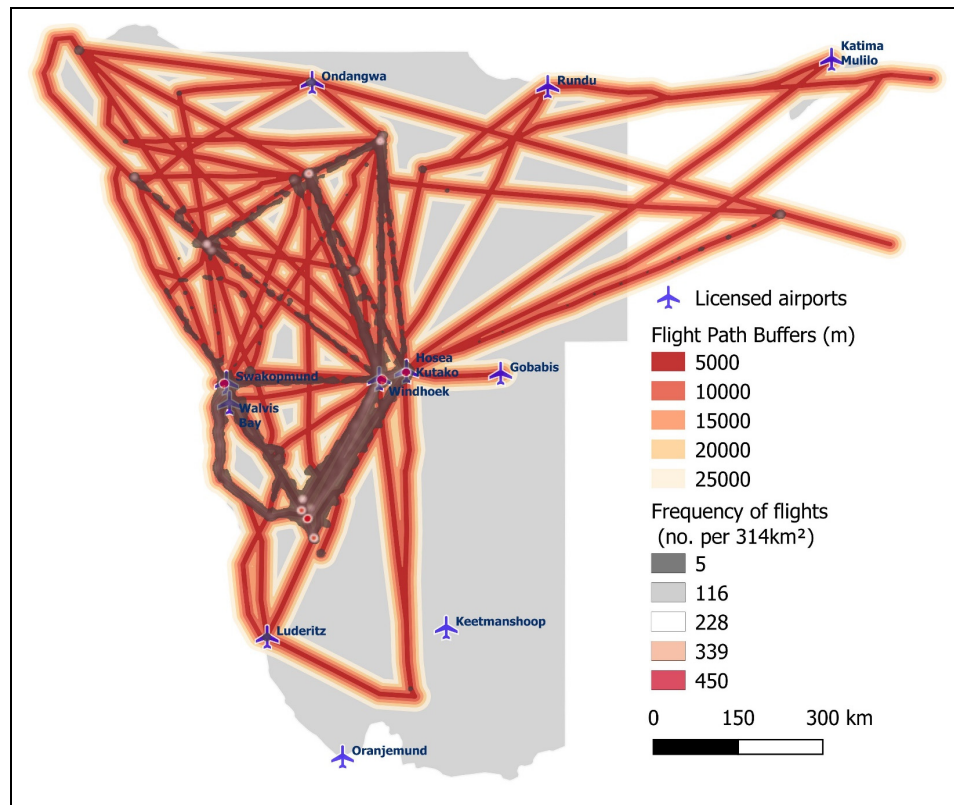 Katima
Mulilo
Ondangwa
Rundu
Licensed airports
Flight Path Buffers (m)
5000
10000
15000
20000
25000
Hosea
Kutako
Gobabis
Swakopmund
Windhoek
Walvis
Bay
Frequency of flights
(no. per 314km²)
5
116
228
339
450
Luderitz
Keetmanshoop
Oranjemund
0 150 300 km